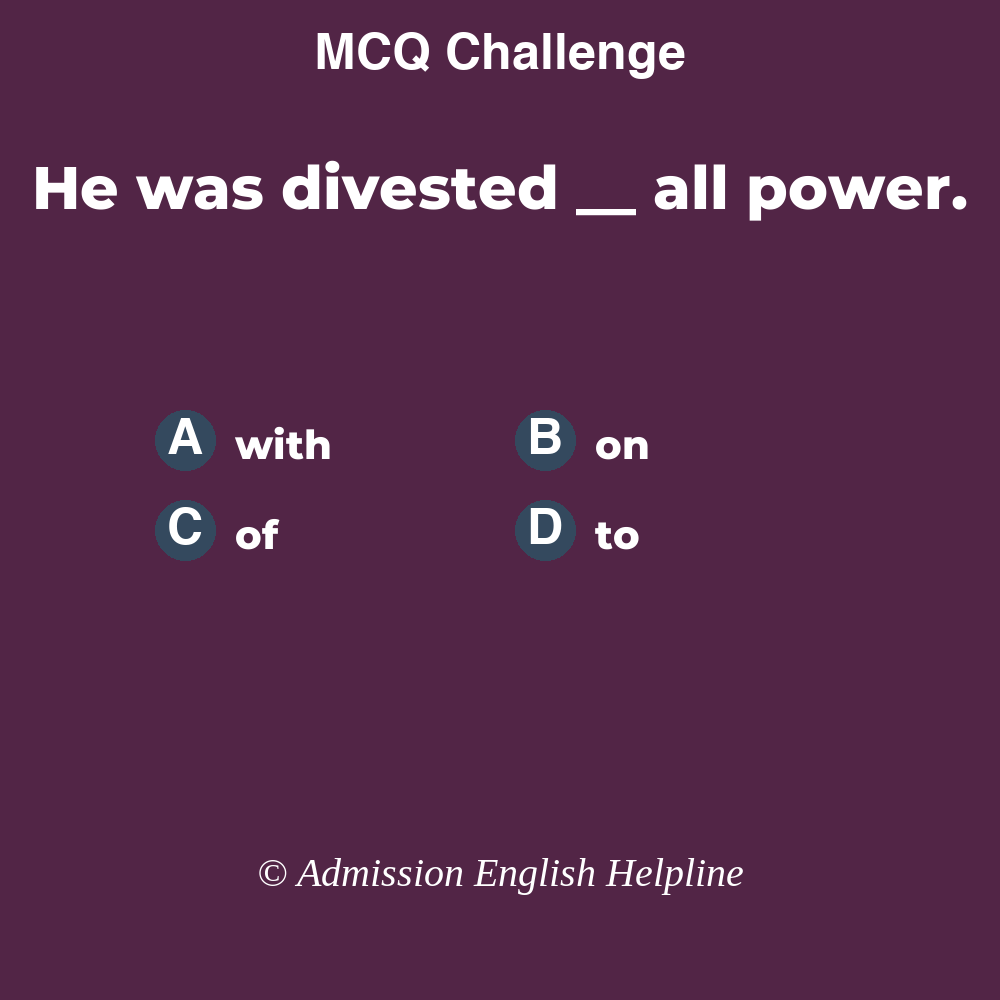 MCQ Challenge
He was divested __ all power.
A with
B on
C of
D to
© Admission English Helpline